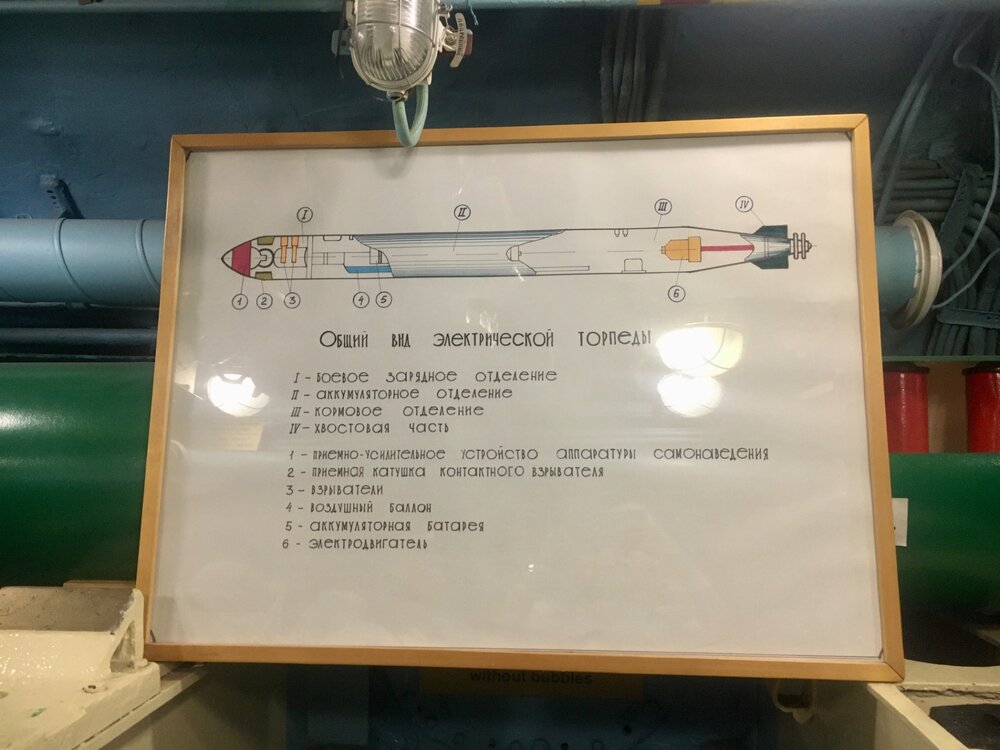 I II III IV
1 2 3 4 5 6
Общий вид электрической торпеды
I - боевое зарядное отделение
II - аккумуляторное отделение
III - кормовое отделение
IV - хвостовая часть
1 - приемно-усилительное устройство аппаратуры самонаведения
2 - приемная катушка контактного взрывателя
3 - взрыватели
4 - воздушный баллон
5 - аккумуляторная батарея
6 - электродвигатель
without bubbles